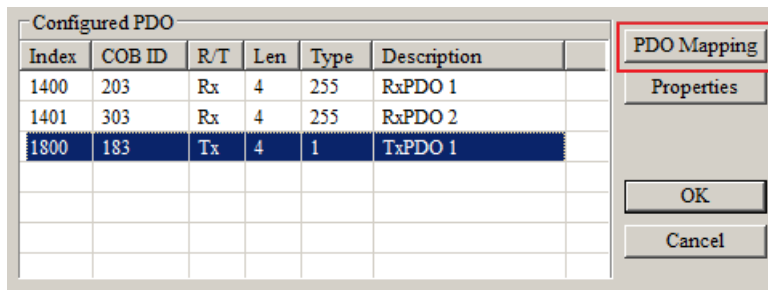 Configured PDO
Index COB ID R/T Len Type Description
1400 203 Rx 4 255 RxPDO 1
1401 303 Rx 4 255 RxPDO 2
1800 183 Tx 4 1 TxPDO 1
PDO Mapping
Properties
OK
Cancel